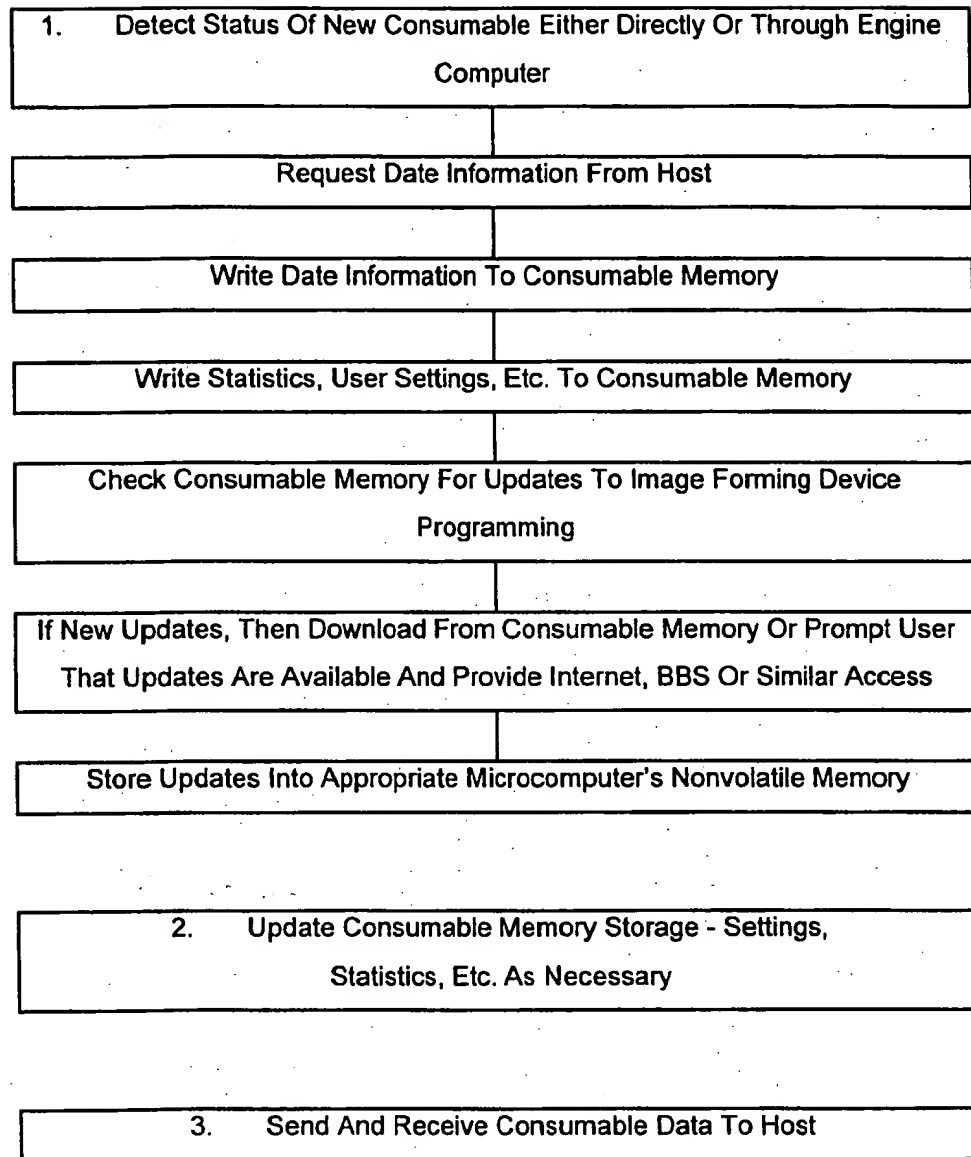 1. Detect Status Of New Consumable Either Directly Or Through Engine
Computer
Request Date Information From Host
Write Date Information To Consumable Memory
Write Statistics, User Settings, Etc. To Consumable Memory
Check Consumable Memory For Updates To Image Forming Device
Programming
If New Updates, Then Download From Consumable Memory Or Prompt User
That Updates Are Available And Provide Internet, BBS Or Similar Access
Store Updates Into Appropriate Microcomputer's Nonvolatile Memory
2. Update Consumable Memory Storage - Settings,
Statistics, Etc. As Necessary
3. Send And Receive Consumable Data To Host